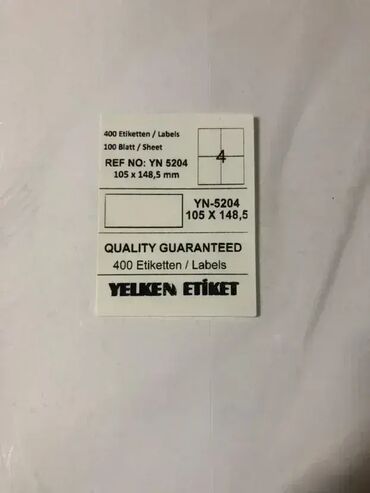 400 Etiketten / Labels
100 Blatt / Sheet
REF NO: YN 5204
105 x 148,5 mm
4
YN-5204
105 X 148,5
QUALITY GUARANTEED
400 Etiketten / Labels
YELKEN ETİKET